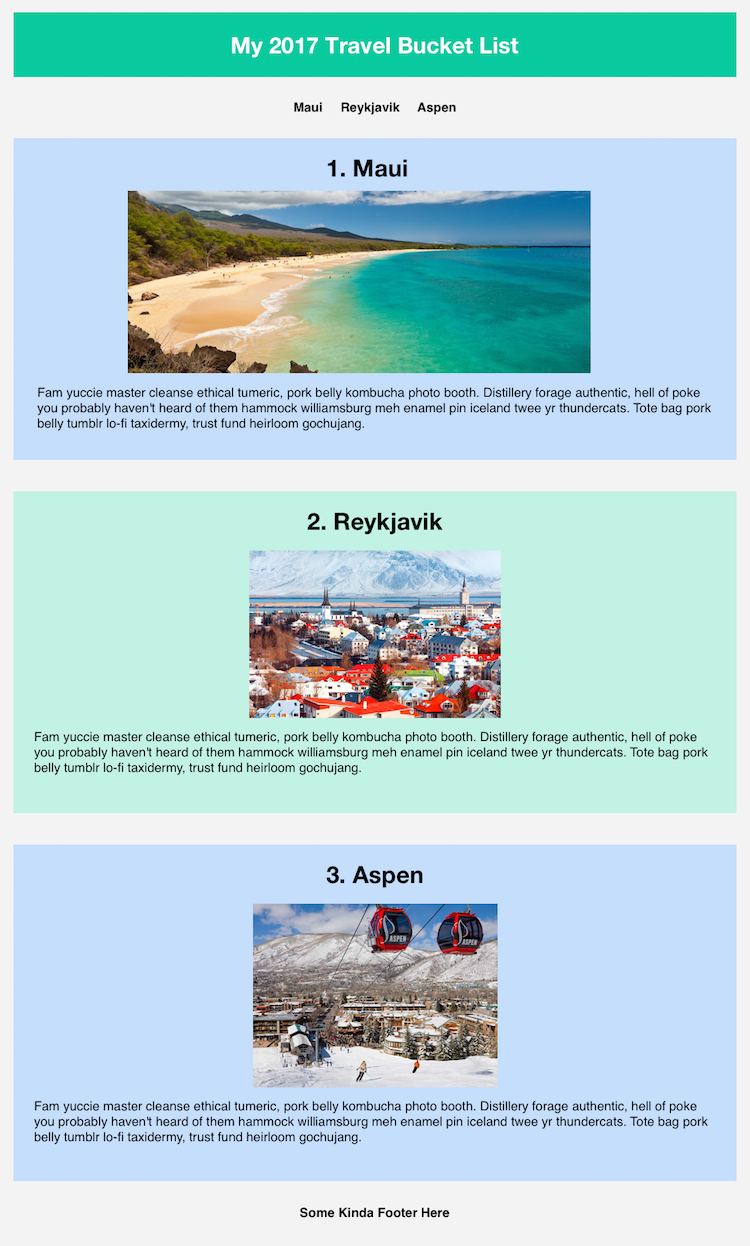 My 2017 Travel Bucket List
Maui Reykjavik Aspen
1. Maui
Fam yuccie master cleanse ethical tumeric, pork belly kombucha photo booth. Distillery forage authentic, hell of poke
you probably haven't heard of them hammock williamsburg meh enamel pin iceland twee yr thundercats. Tote bag pork
belly tumblr lo-fi taxidermy, trust fund heirloom gochujang.
2. Reykjavik
Fam yuccie master cleanse ethical tumeric, pork belly kombucha photo booth. Distillery forage authentic, hell of poke
you probably haven't heard of them hammock williamsburg meh enamel pin iceland twee yr thundercats. Tote bag pork
belly tumblr lo-fi taxidermy, trust fund heirloom gochujang.
3. Aspen
ASPEN ASPEN
Fam yuccie master cleanse ethical tumeric, pork belly kombucha photo booth. Distillery forage authentic, hell of poke
you probably haven't heard of them hammock williamsburg meh enamel pin iceland twee yr thundercats. Tote bag pork
belly tumblr lo-fi taxidermy, trust fund heirloom gochujang.
Some Kinda Footer Here